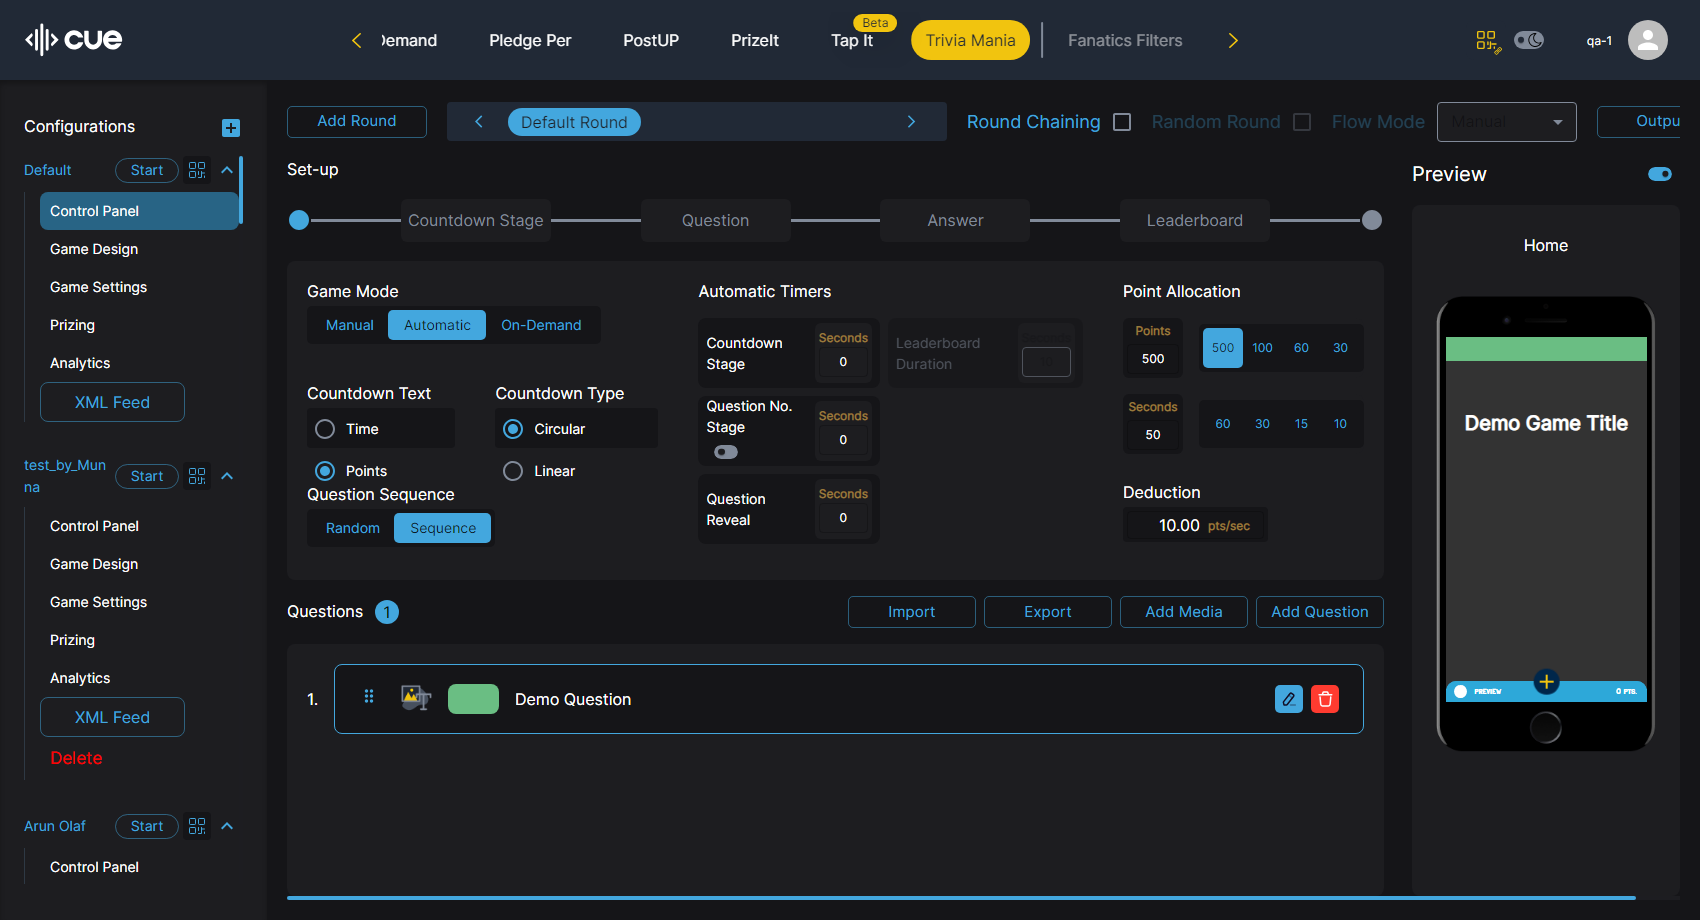 cue
Demand
Pledge Per
PostUP
PrizeIt
Tap It
Beta
Trivia Mania
Fanatics Filters
qa-1
Configurations
Default
Start
Control Panel
Game Design
Game Settings
Prizing
Analytics
XML Feed
test_by_Mun
na
Start
Control Panel
Game Design
Game Settings
Prizing
Analytics
XML Feed
Delete
Arun Olaf
Start
Control Panel
Add Round
Default Round
Round Chaining
Random Round
Flow Mode
Manual
Outpu
Set-up
Countdown Stage
Question
Answer
Leaderboard
Game Mode
Manual
Automatic
On-Demand
Countdown Text
Time
Points
Countdown Type
Circular
Linear
Question Sequence
Random
Sequence
Automatic Timers
Countdown
Stage
Seconds
0
Leaderboard
Duration
Question No.
Stage
Seconds
0
Question
Reveal
Seconds
0
Point Allocation
Points
500
500
100
60
30
Seconds
50
60
30
15
10
Deduction
10.00 pts/sec
Questions 1
Import
Export
Add Media
Add Question
1.
Demo Question
Preview
Home
Demo Game Title
PREVIEW
0 PTS.